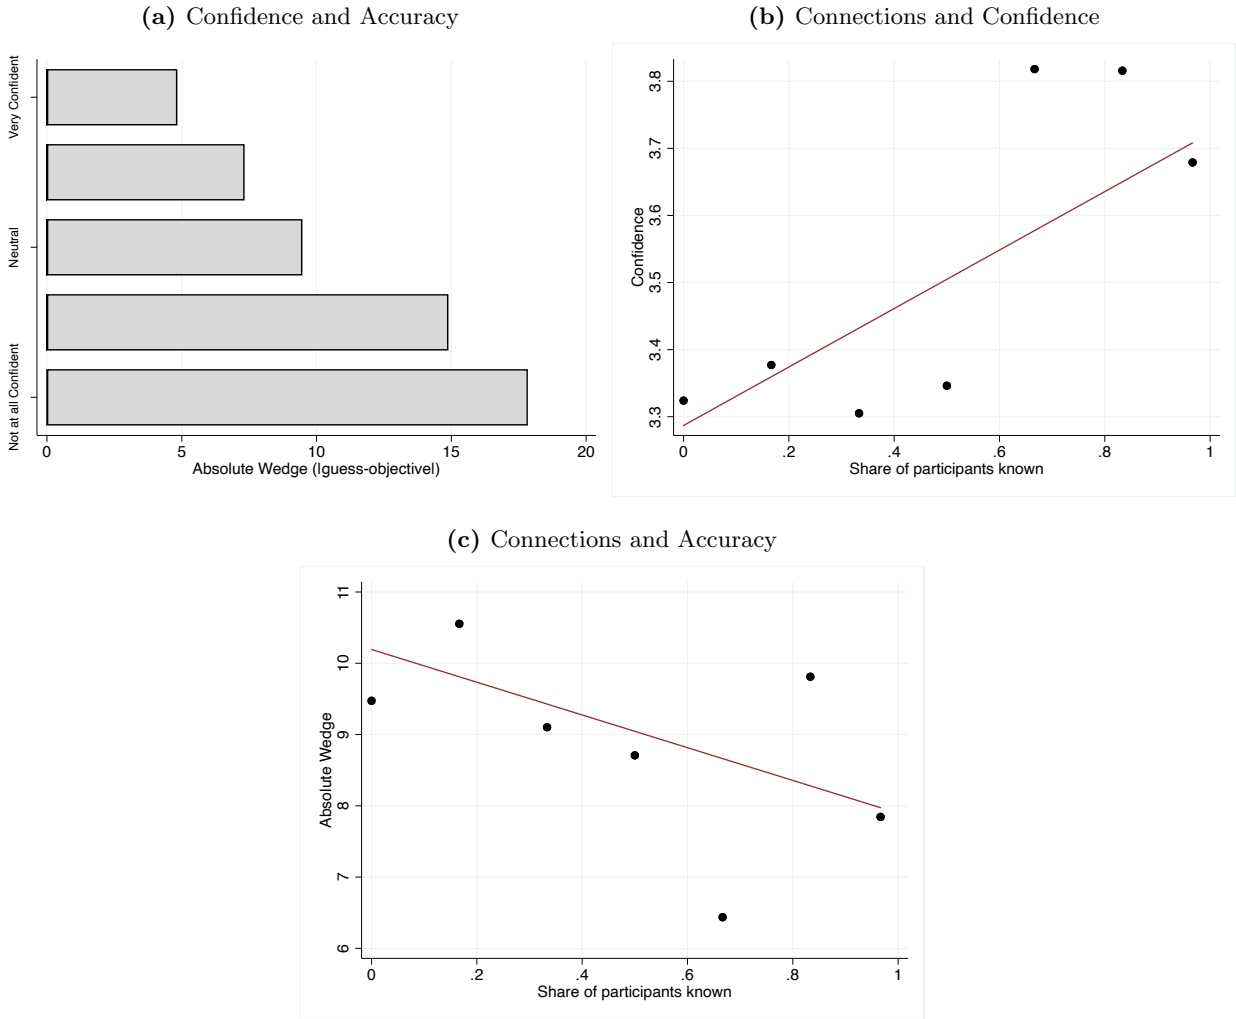 (a) Confidence and Accuracy
Very Confident
Neutral
Not at all Confident
0 5 10 15 20
Absolute Wedge (|guess-objective|)
(b) Connections and Confidence
3.8
3.7
3.6
3.5
3.4
3.3
Confidence
0 .2 .4 .6 .8 1
Share of participants known
(c) Connections and Accuracy
11
10
9
8
7
6
Absolute Wedge
0 .2 .4 .6 .8 1
Share of participants known